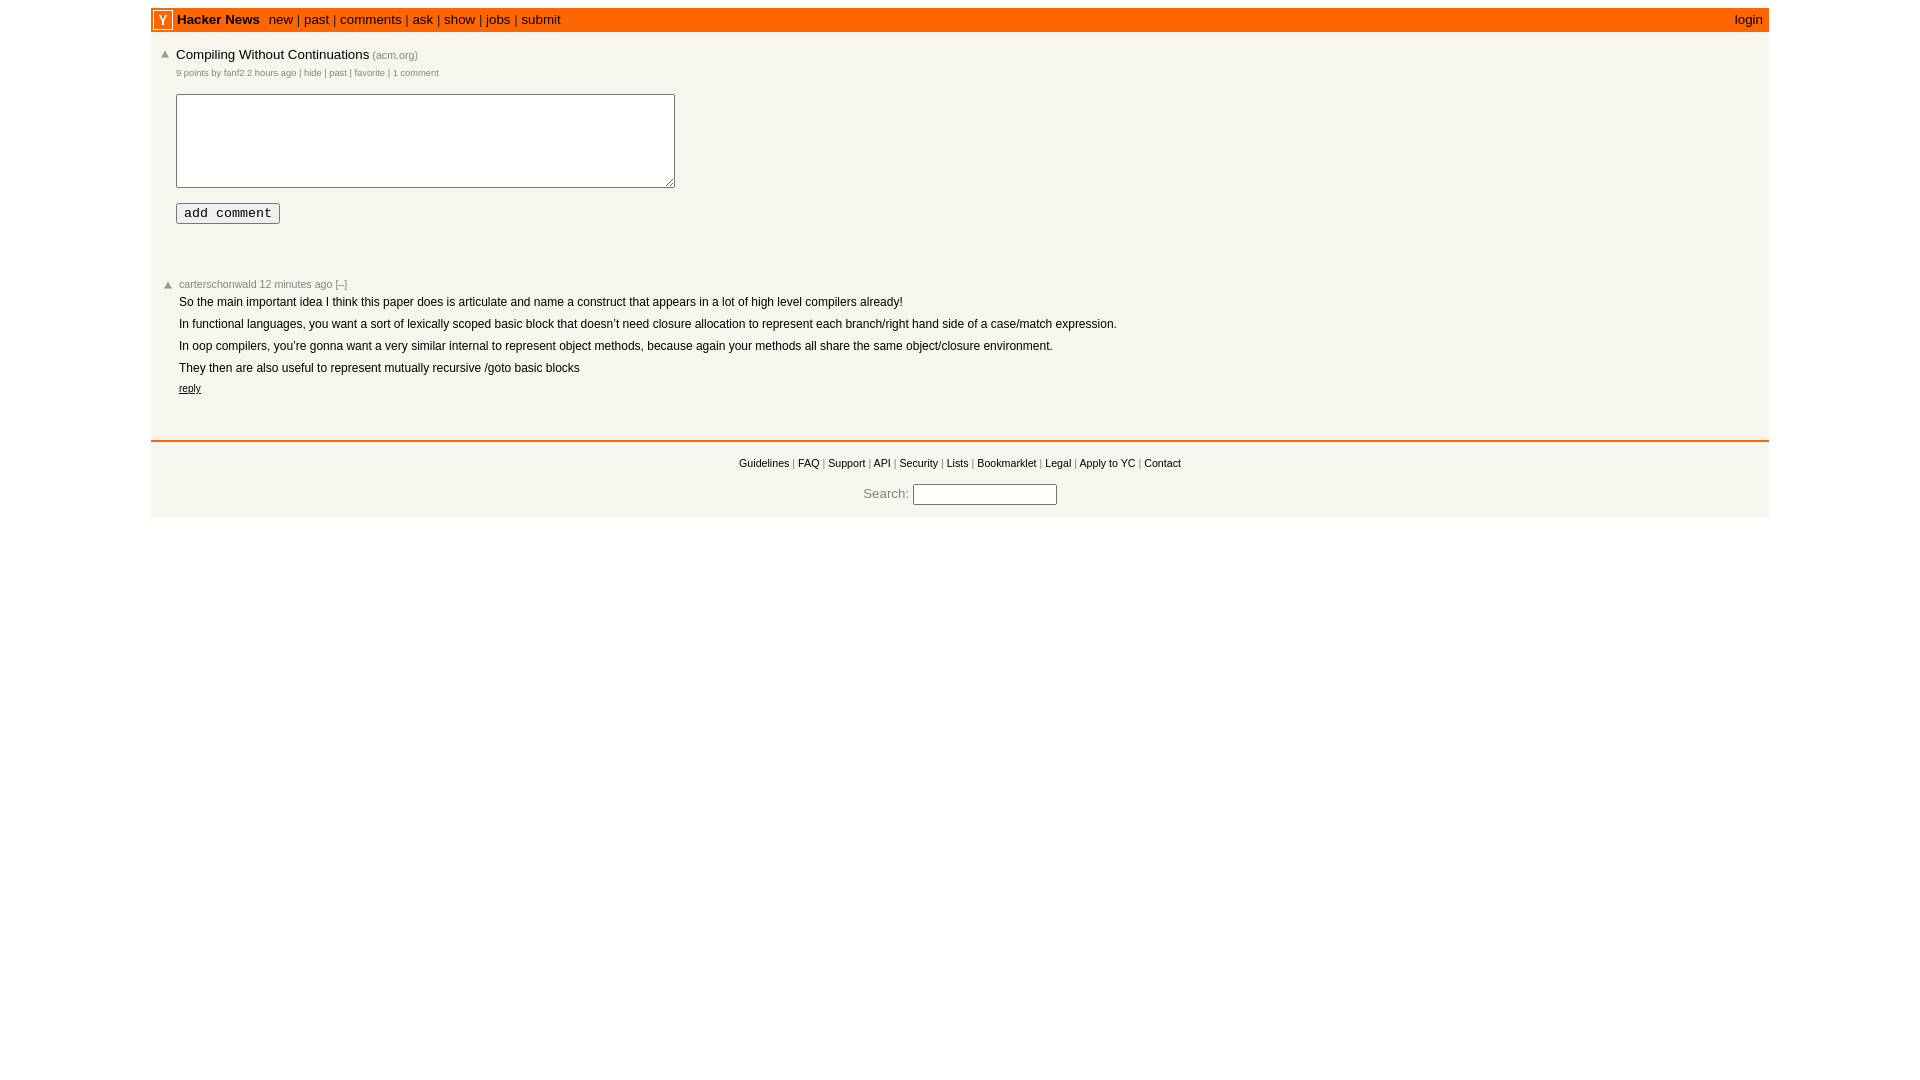 Y Hacker News new | past | comments | ask | show | jobs | submit login
Compiling Without Continuations (acm.org)
9 points by fanf2 2 hours ago | hide | past | favorite | 1 comment
add comment
carterschonwald 12 minutes ago [–]
So the main important idea I think this paper does is articulate and name a construct that appears in a lot of high level compilers already!
In functional languages, you want a sort of lexically scoped basic block that doesn’t need closure allocation to represent each branch/right hand side of a case/match expression.
In oop compilers, you’re gonna want a very similar internal to represent object methods, because again your methods all share the same object/closure environment.
They then are also useful to represent mutually recursive /goto basic blocks
reply
Guidelines | FAQ | Support | API | Security | Lists | Bookmarklet | Legal | Apply to YC | Contact
Search: